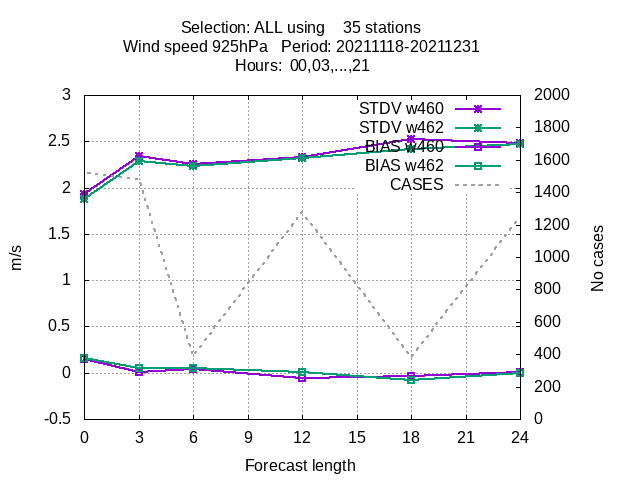 Selection: ALL using 35 stations
Wind speed 925hPa Period: 20211118-20211231
Hours: 00,03,...,21
3
2.5
2
1.5
1
0.5
0
-0.5
2000
1800
1600
1400
1200
1000
800
600
400
200
0
STDV w460
STDV w462
BIAS w460
BIAS w462
CASES
m/s
No cases
0 3 6 9 12 15 18 21 24
Forecast length